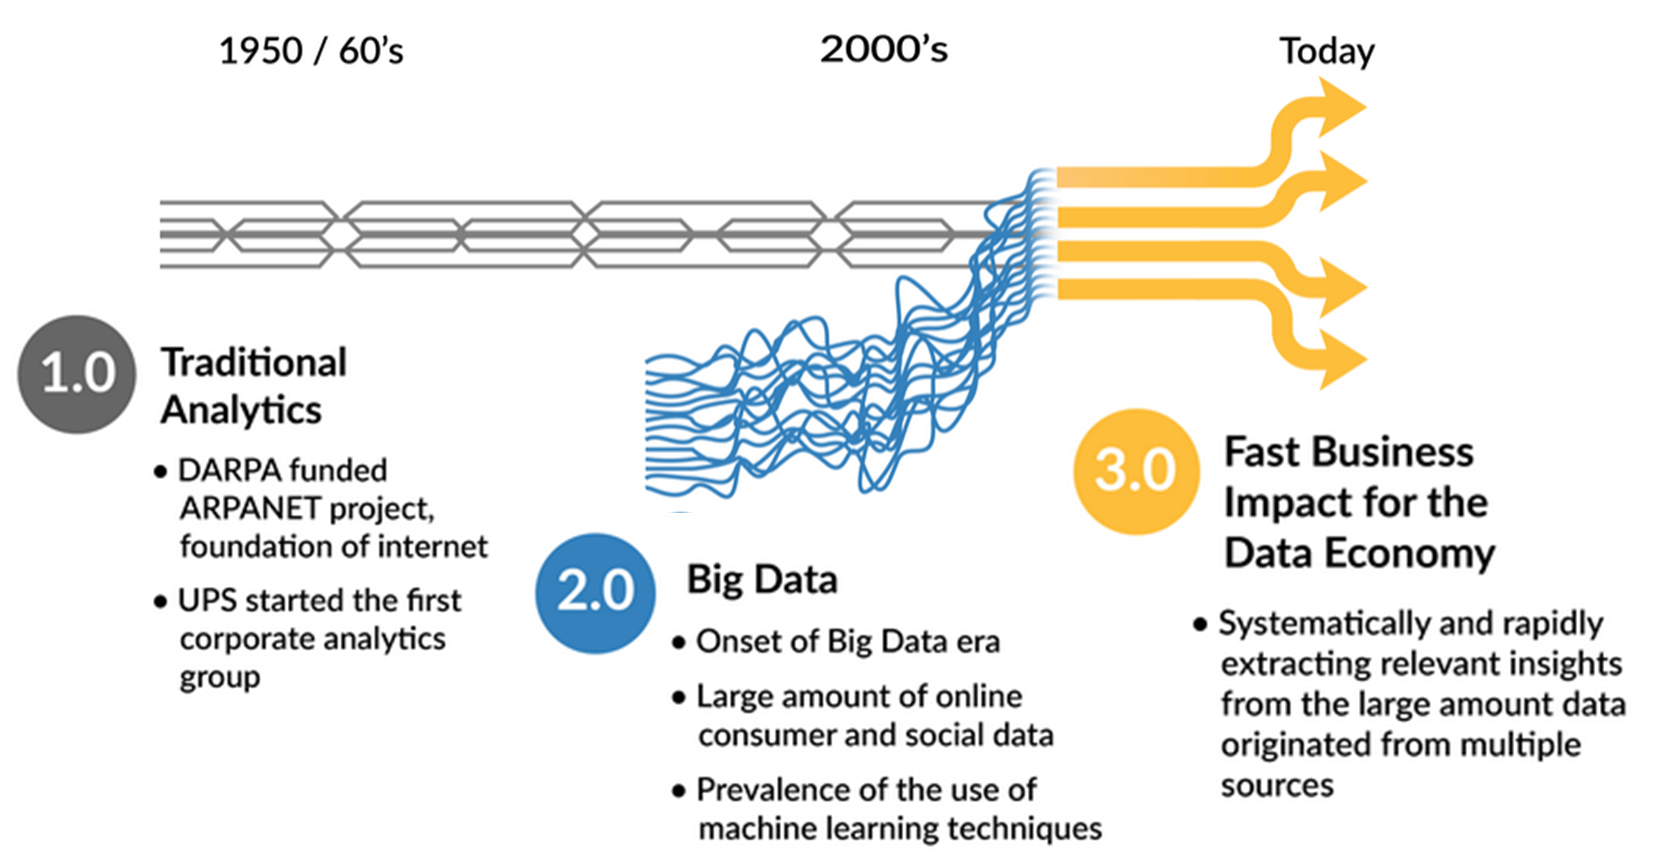 1950 / 60’s
2000’s
Today
1.0
Traditional
Analytics
• DARPA funded
ARPANET project,
foundation of internet
• UPS started the first
corporate analytics
group
2.0
Big Data
• Onset of Big Data era
• Large amount of online
consumer and social data
• Prevalence of the use of
machine learning techniques
3.0
Fast Business
Impact for the
Data Economy
• Systematically and rapidly
extracting relevant insights
from the large amount data
originated from multiple
sources